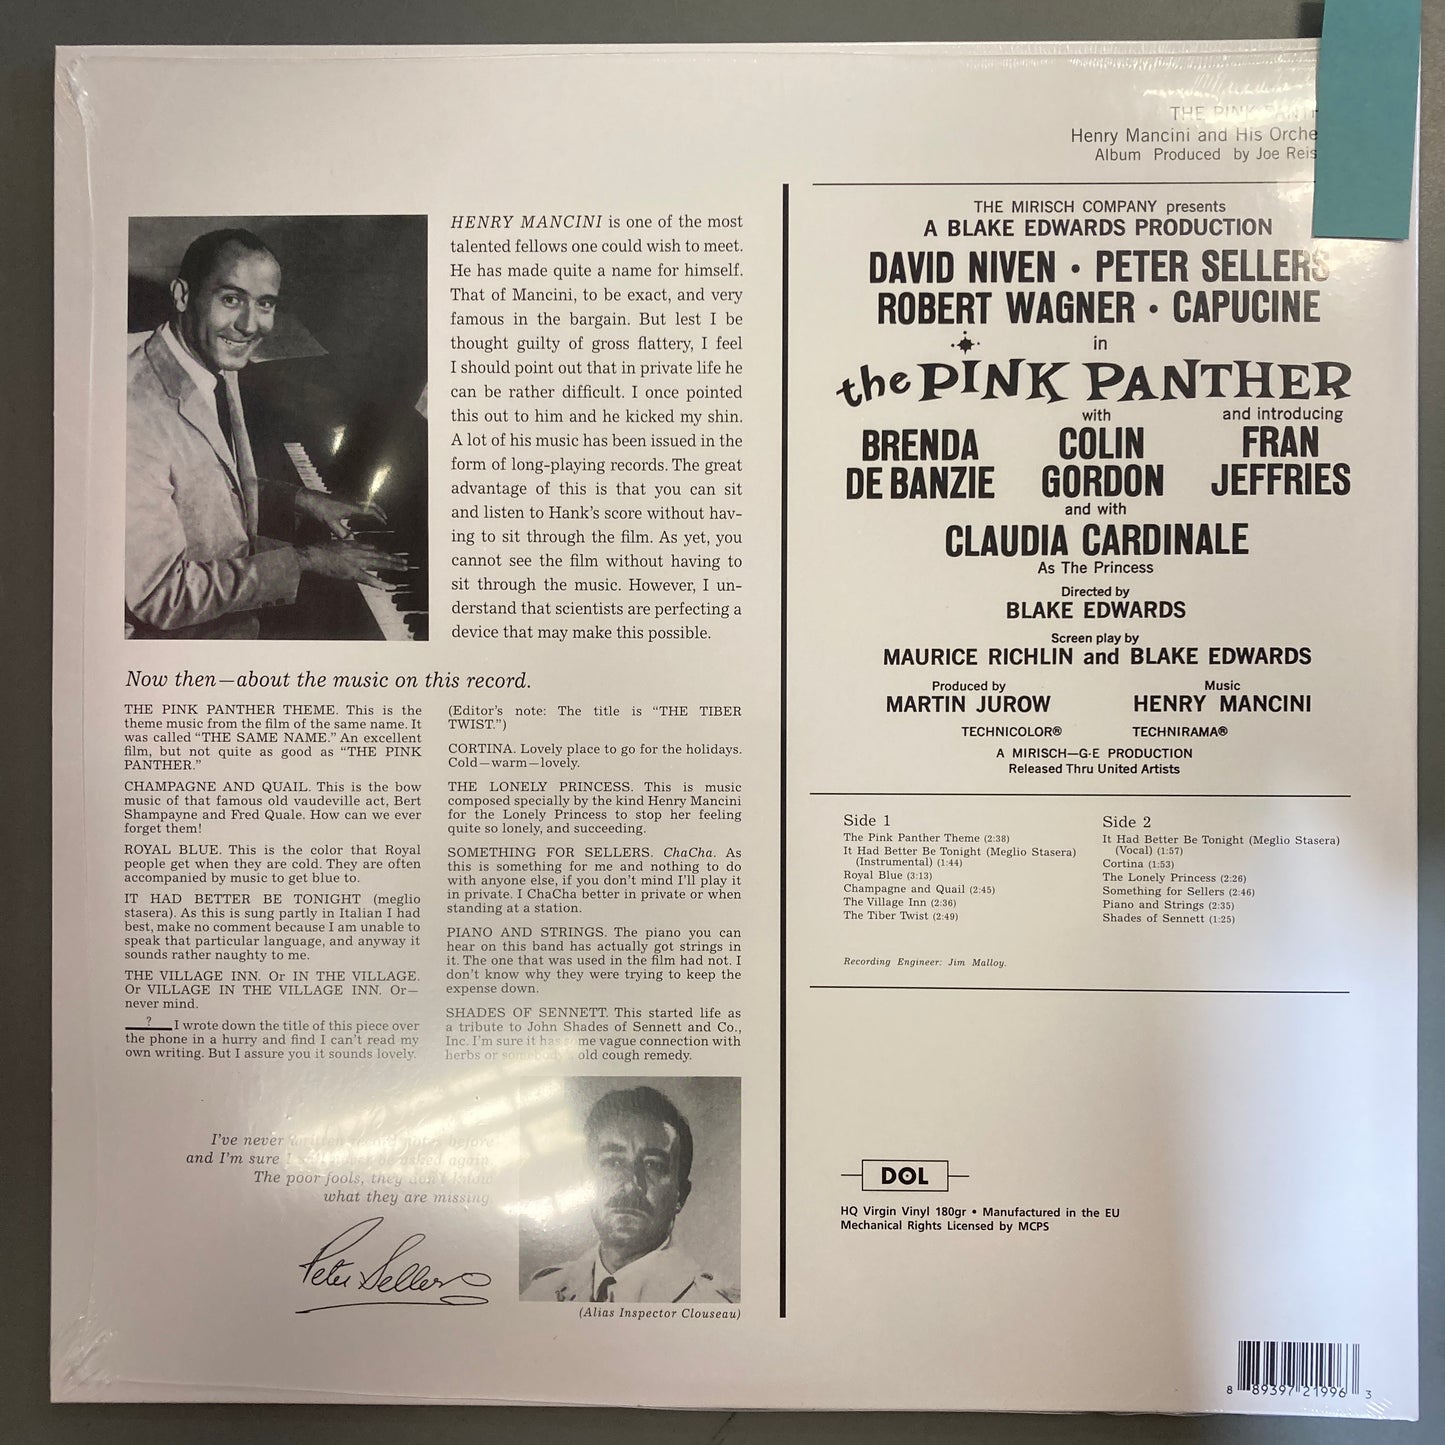 THE PINK PANT
Henry Mancini and His Orche
Album Produced by Joe Reis
HENRY MANCINI is one of the most
talented fellows one could wish to meet.
He has made quite a name for himself.
That of Mancini, to be exact, and very
famous in the bargain. But lest I be
thought guilty of gross flattery, I feel
I should point out that in private life he
can be rather difficult. I once pointed
this out to him and he kicked my shin.
A lot of his music has been issued in the
form of long-playing records. The great
advantage of this is that you can sit
and listen to Hank's score without hav-
ing to sit through the film. As yet, you
cannot see the film without having to
sit through the music. However, I un-
derstand that scientists are perfecting a
device that may make this possible.
Now then—about the music on this record.
THE PINK PANTHER THEME. This is the
theme music from the film of the same name. It
was called "THE SAME NAME." An excellent
film, but not quite as good as "THE PINK
PANTHER."
CHAMPAGNE AND QUAIL. This is the bow
music of that famous old vaudeville act, Bert
Shampayne and Fred Quale. How can we ever
forget them!
ROYAL BLUE. This is the color that Royal
people get when they are cold. They are often
accompanied by music to get blue to.
IT HAD BETTER BE TONIGHT (meglio
stasera). As this is sung partly in Italian I had
best, make no comment because I am unable to
speak that particular language, and anyway it
sounds rather naughty to me.
THE VILLAGE INN. Or IN THE VILLAGE.
Or VILLAGE IN THE VILLAGE INN. Or—
never mind.
? I wrote down the title of this piece over
the phone in a hurry and find I can't read my
own writing. But I assure you it sounds lovely.
(Editor's note: The title is "THE TIBER
TWIST.")
CORTINA. Lovely place to go for the holidays.
Cold—warm—lovely.
THE LONELY PRINCESS. This is music
composed specially by the kind Henry Mancini
for the Lonely Princess to stop her feeling
quite so lonely, and succeeding.
SOMETHING FOR SELLERS. ChaCha. As
this is something for me and nothing to do
with anyone else, if you don't mind I'll play it
in private. I ChaCha better in private or when
standing at a station.
PIANO AND STRINGS. The piano you can
hear on this band has actually got strings in
it. The one that was used in the film had not. I
don't know why they were trying to keep the
expense down.
SHADES OF SENNETT. This started life as
a tribute to John Shades of Sennett and Co.,
Inc. I'm sure it has some vague connection with
herbs or somebody's old cough remedy.
I've never written record notes before
and I'm sure I will never be asked again.
The poor fools, they don't know
what they are missing.
Peter Sellers
(Alias Inspector Clouseau)
THE MIRISCH COMPANY presents
A BLAKE EDWARDS PRODUCTION
DAVID NIVEN • PETER SELLERS
ROBERT WAGNER • CAPUCINE
in
the PINK PANTHER
with
and introducing
BRENDA DE BANZIE
COLIN GORDON
FRAN JEFFRIES
and with
CLAUDIA CARDINALE
As The Princess
Directed by
BLAKE EDWARDS
Screen play by
MAURICE RICHLIN and BLAKE EDWARDS
Produced by
MARTIN JUROW
Music
HENRY MANCINI
TECHNICOLOR® TECHNIRAMA®
A MIRISCH—G-E PRODUCTION
Released Thru United Artists
Side 1
The Pink Panther Theme (2:38)
It Had Better Be Tonight (Meglio Stasera)
(Instrumental) (1:44)
Royal Blue (3:13)
Champagne and Quail (2:45)
The Village Inn (2:36)
The Tiber Twist (2:49)
Side 2
It Had Better Be Tonight (Meglio Stasera)
(Vocal) (1:57)
Cortina (1:53)
The Lonely Princess (2:26)
Something for Sellers (2:46)
Piano and Strings (2:35)
Shades of Sennett (1:25)
Recording Engineer: Jim Malloy.
DOL
HQ Virgin Vinyl 180gr • Manufactured in the EU
Mechanical Rights Licensed by MCPS
8 89397 21996 3